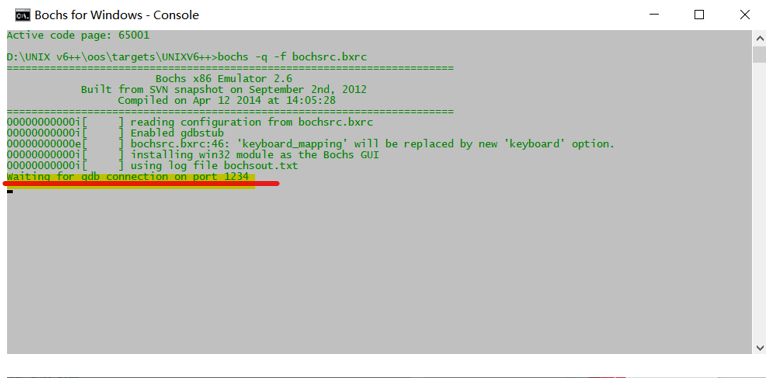 Bochs for Windows - Console
Active code page: 65001
D:\UNIX v6++\oos\targets\UNIXV6++>bochs -q -f bochsrc.bxrc
========================================================================
Bochs x86 Emulator 2.6
Built from SVN snapshot on September 2nd, 2012
Compiled on Apr 12 2014 at 14:05:28
========================================================================
00000000000i[     ] reading configuration from bochsrc.bxrc
00000000000i[     ] Enabled gdbstub
00000000000e[     ] bochsrc.bxrc:46: 'keyboard_mapping' will be replaced by new 'keyboard' option.
00000000000i[     ] installing win32 module as the Bochs GUI
00000000000i[     ] using log file bochsout.txt
Waiting for gdb connection on port 1234